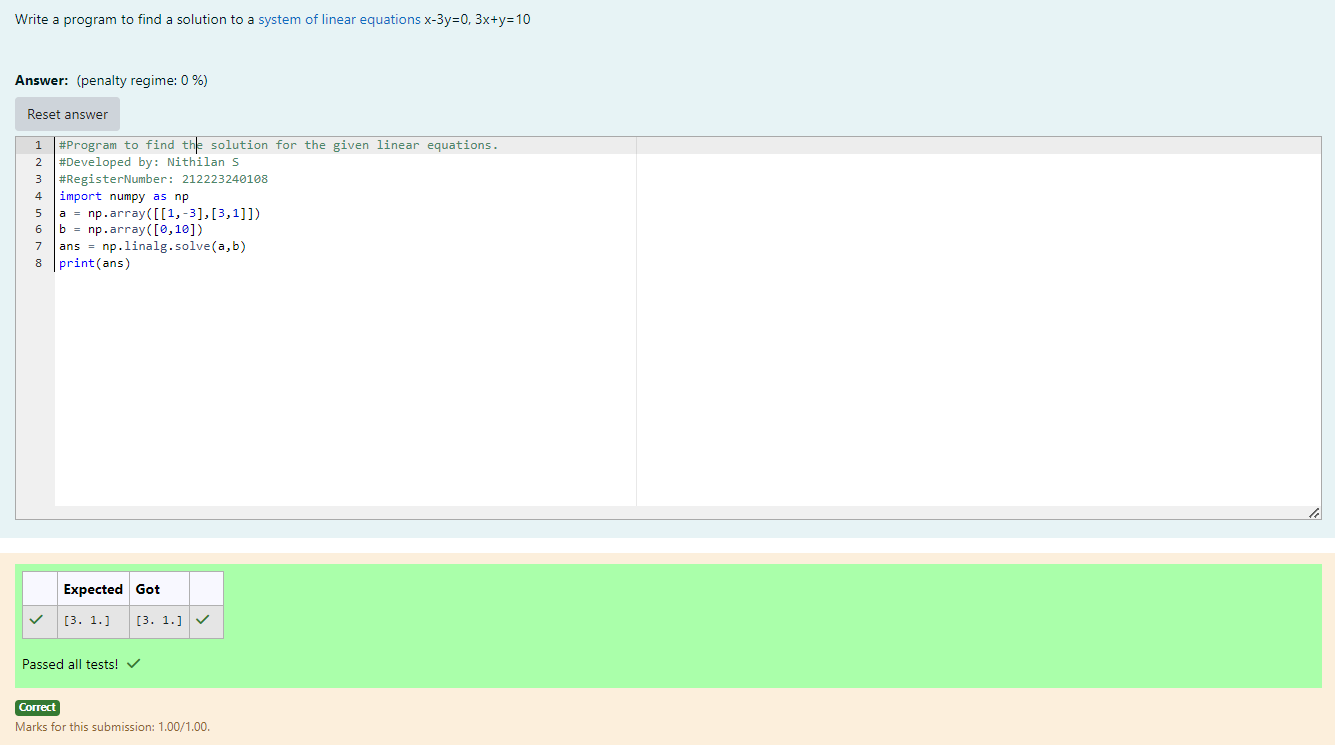 Write a program to find a solution to a system of linear equations x-3y=0, 3x+y=10
Answer: (penalty regime: 0 %)
Reset answer
1 #Program to find the solution for the given linear equations.
2 #Developed by: Nithilan S
3 #RegisterNumber: 212223240108
4 import numpy as np
5 a = np.array([[1,-3],[3,1]])
6 b = np.array([0,10])
7 ans = np.linalg.solve(a,b)
8 print(ans)
Expected Got
[3. 1.] [3. 1.]
Passed all tests!
Correct
Marks for this submission: 1.00/1.00.